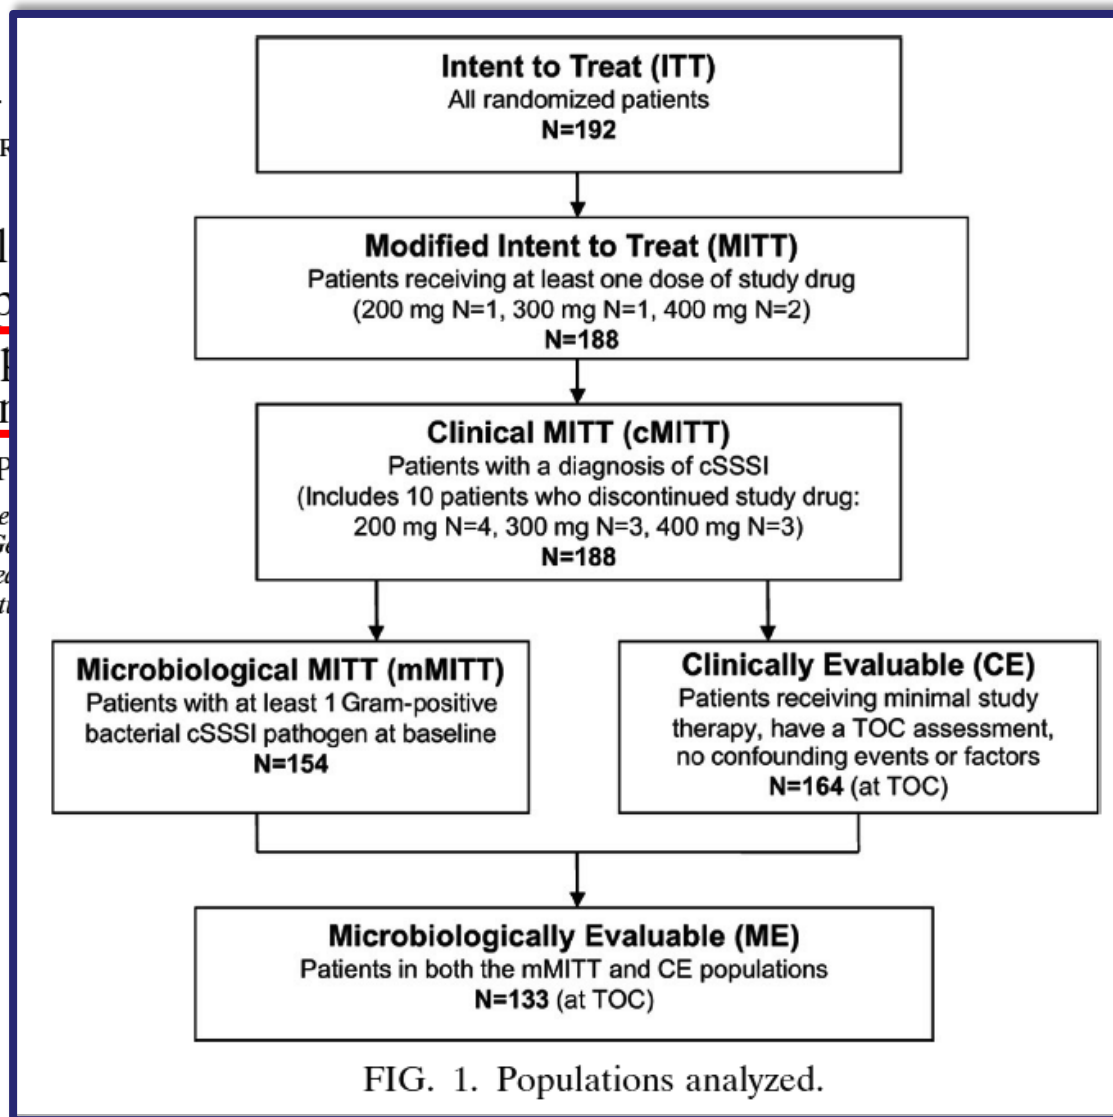 Intent to Treat (ITT)
All randomized patients
N=192
Modified Intent to Treat (MITT)
Patients receiving at least one dose of study drug
(200 mg N=1, 300 mg N=1, 400 mg N=2)
N=188
Clinical MITT (cMITT)
Patients with a diagnosis of cSSSI
(Includes 10 patients who discontinued study drug:
200 mg N=4, 300 mg N=3, 400 mg N=3)
N=188
Microbiological MITT (mMITT)
Patients with at least 1 Gram-positive
bacterial cSSSI pathogen at baseline
N=154
Clinically Evaluable (CE)
Patients receiving minimal study
therapy, have a TOC assessment,
no confounding events or factors
N=164 (at TOC)
Microbiologically Evaluable (ME)
Patients in both the mMITT and CE populations
N=133 (at TOC)
FIG. 1. Populations analyzed.